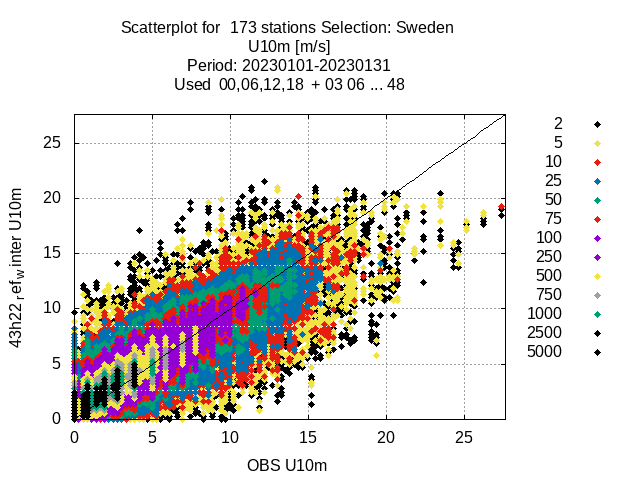 Scatterplot for 173 stations Selection: Sweden
U10m [m/s]
Period: 20230101-20230131
Used 00,06,12,18 + 03 06 ... 48
43h22_ref_winter U10m
25
20
15
10
5
0
0 5 10 15 20 25
OBS U10m
2
5
10
25
50
75
100
250
500
750
1000
2500
5000